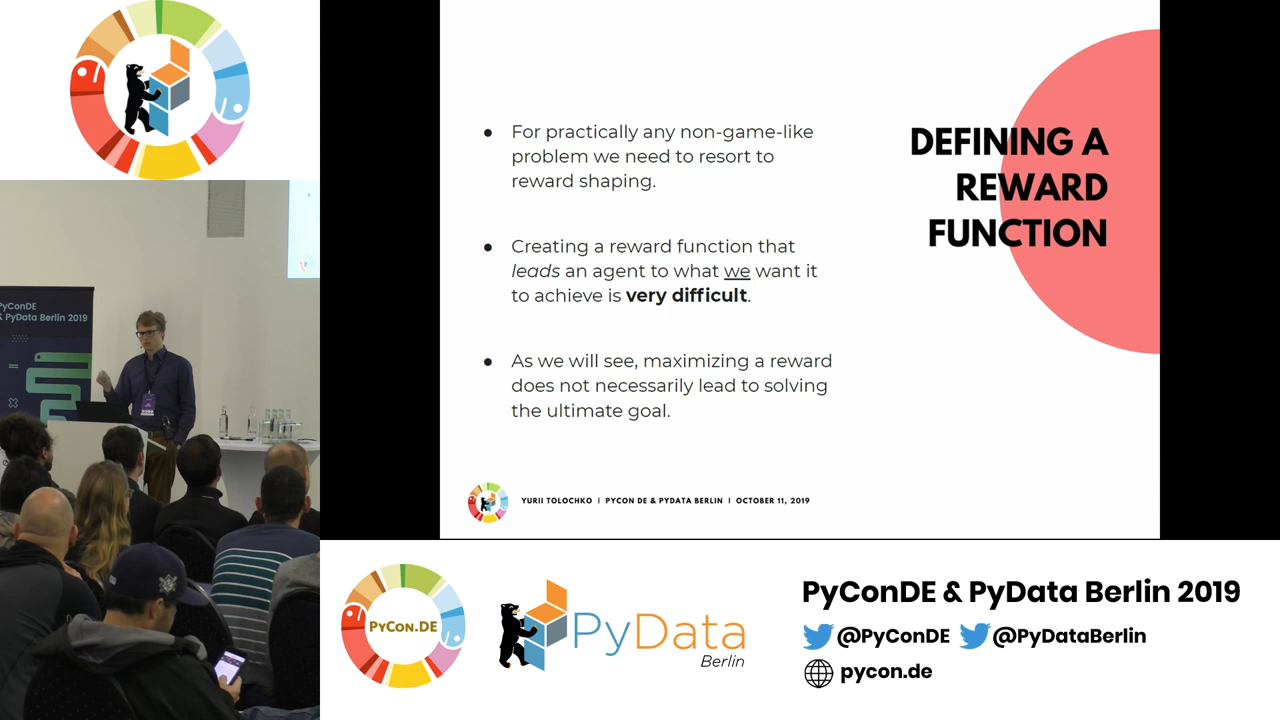 PyConDE
& PyData Berlin 2019
● For practically any non-game-like
problem we need to resort to
reward shaping.
● Creating a reward function that
leads an agent to what we want it
to achieve is very difficult.
● As we will see, maximizing a reward
does not necessarily lead to solving
the ultimate goal.
DEFINING A
REWARD
FUNCTION
YURII TOLOCHKO | PYCON DE & PYDATA BERLIN | OCTOBER 11, 2019
PyCon.DE
PyData
Berlin
PyConDE & PyData Berlin 2019
@PyConDE @PyDataBerlin
pycon.de